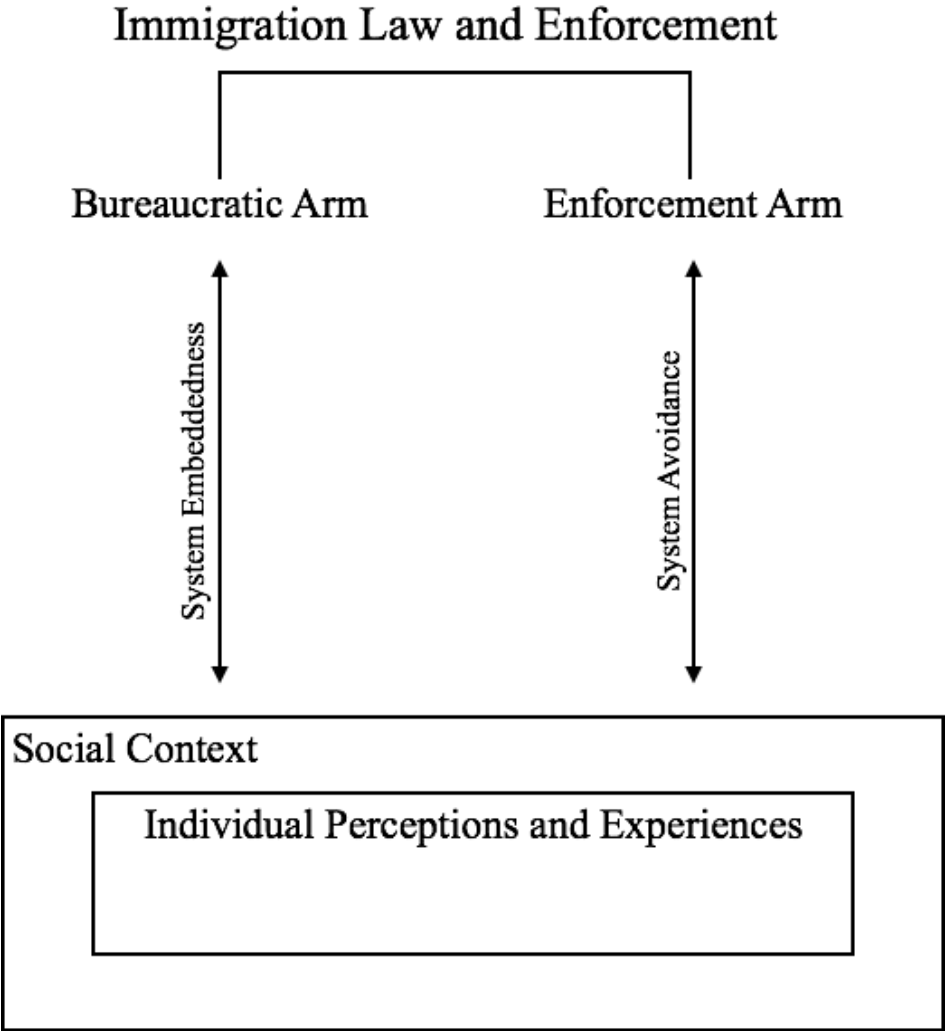 Immigration Law and Enforcement
Bureaucratic Arm
Enforcement Arm
System Embeddedness
System Avoidance
Social Context
Individual Perceptions and Experiences